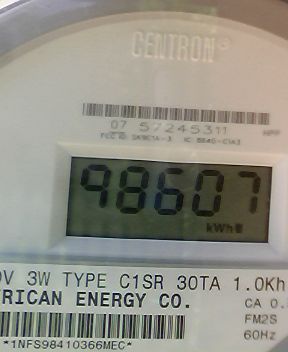 CENTRON®
07 57245311
APP
98607
kWh
0V 3W TYPE C1SR 30TA 1.0Kh
RICAN ENERGY CO.
CA 0.
FM2S
60Hz
*1NFS98410366MEC*